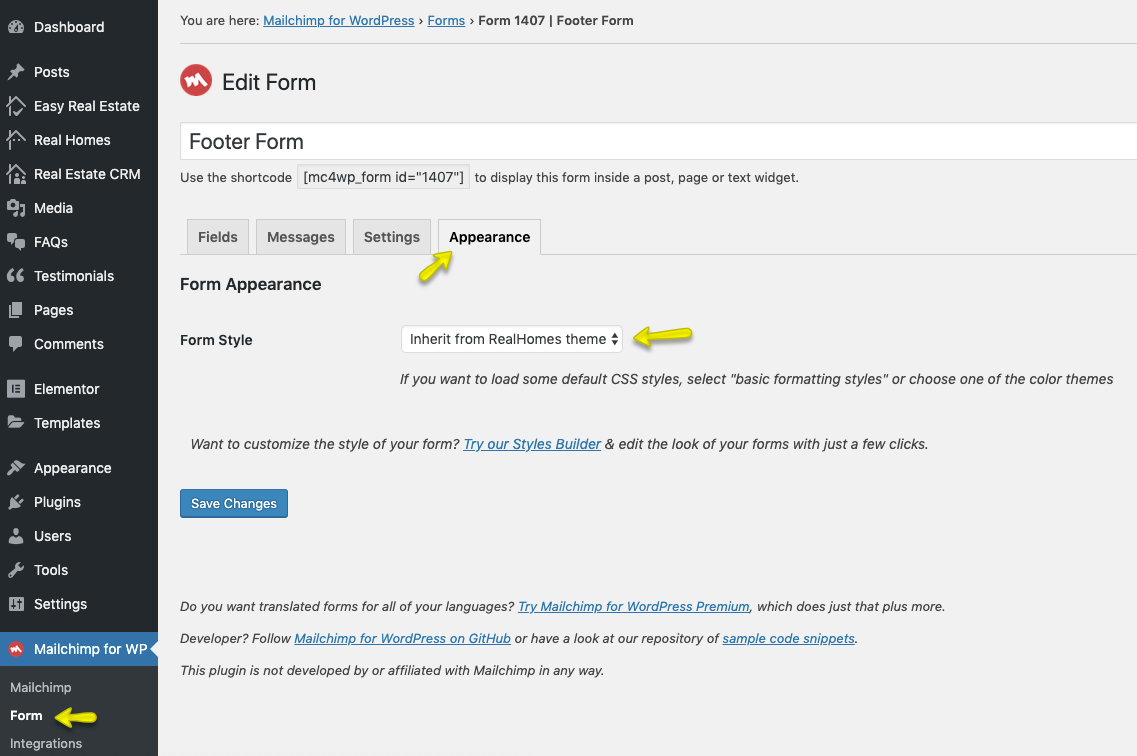 Dashboard
Posts
Easy Real Estate
Real Homes
Real Estate CRM
Media
FAQs
Testimonials
Pages
Comments
Elementor
Templates
Appearance
Plugins
Users
Tools
Settings
Mailchimp for WP
Mailchimp
Form
Integrations
You are here: Mailchimp for WordPress › Forms › Form 1407 | Footer Form
Edit Form
Footer Form
Use the shortcode [mc4wp_form id="1407"] to display this form inside a post, page or text widget.
Fields Messages Settings Appearance
Form Appearance
Form Style Inherit from RealHomes theme
If you want to load some default CSS styles, select "basic formatting styles" or choose one of the color themes
Want to customize the style of your form? Try our Styles Builder & edit the look of your forms with just a few clicks.
Save Changes
Do you want translated forms for all of your languages? Try Mailchimp for WordPress Premium, which does just that plus more.
Developer? Follow Mailchimp for WordPress on GitHub or have a look at our repository of sample code snippets.
This plugin is not developed by or affiliated with Mailchimp in any way.